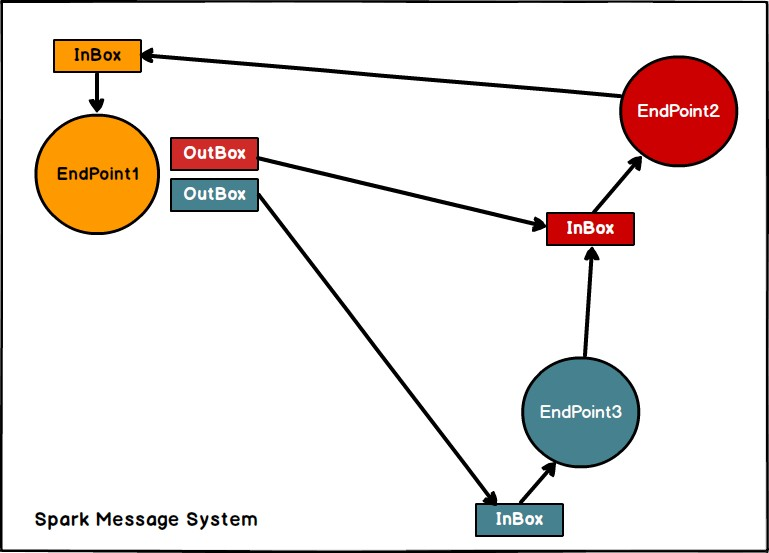 InBox
EndPoint2
OutBox
EndPoint1
OutBox
InBox
EndPoint3
Spark Message System
InBox